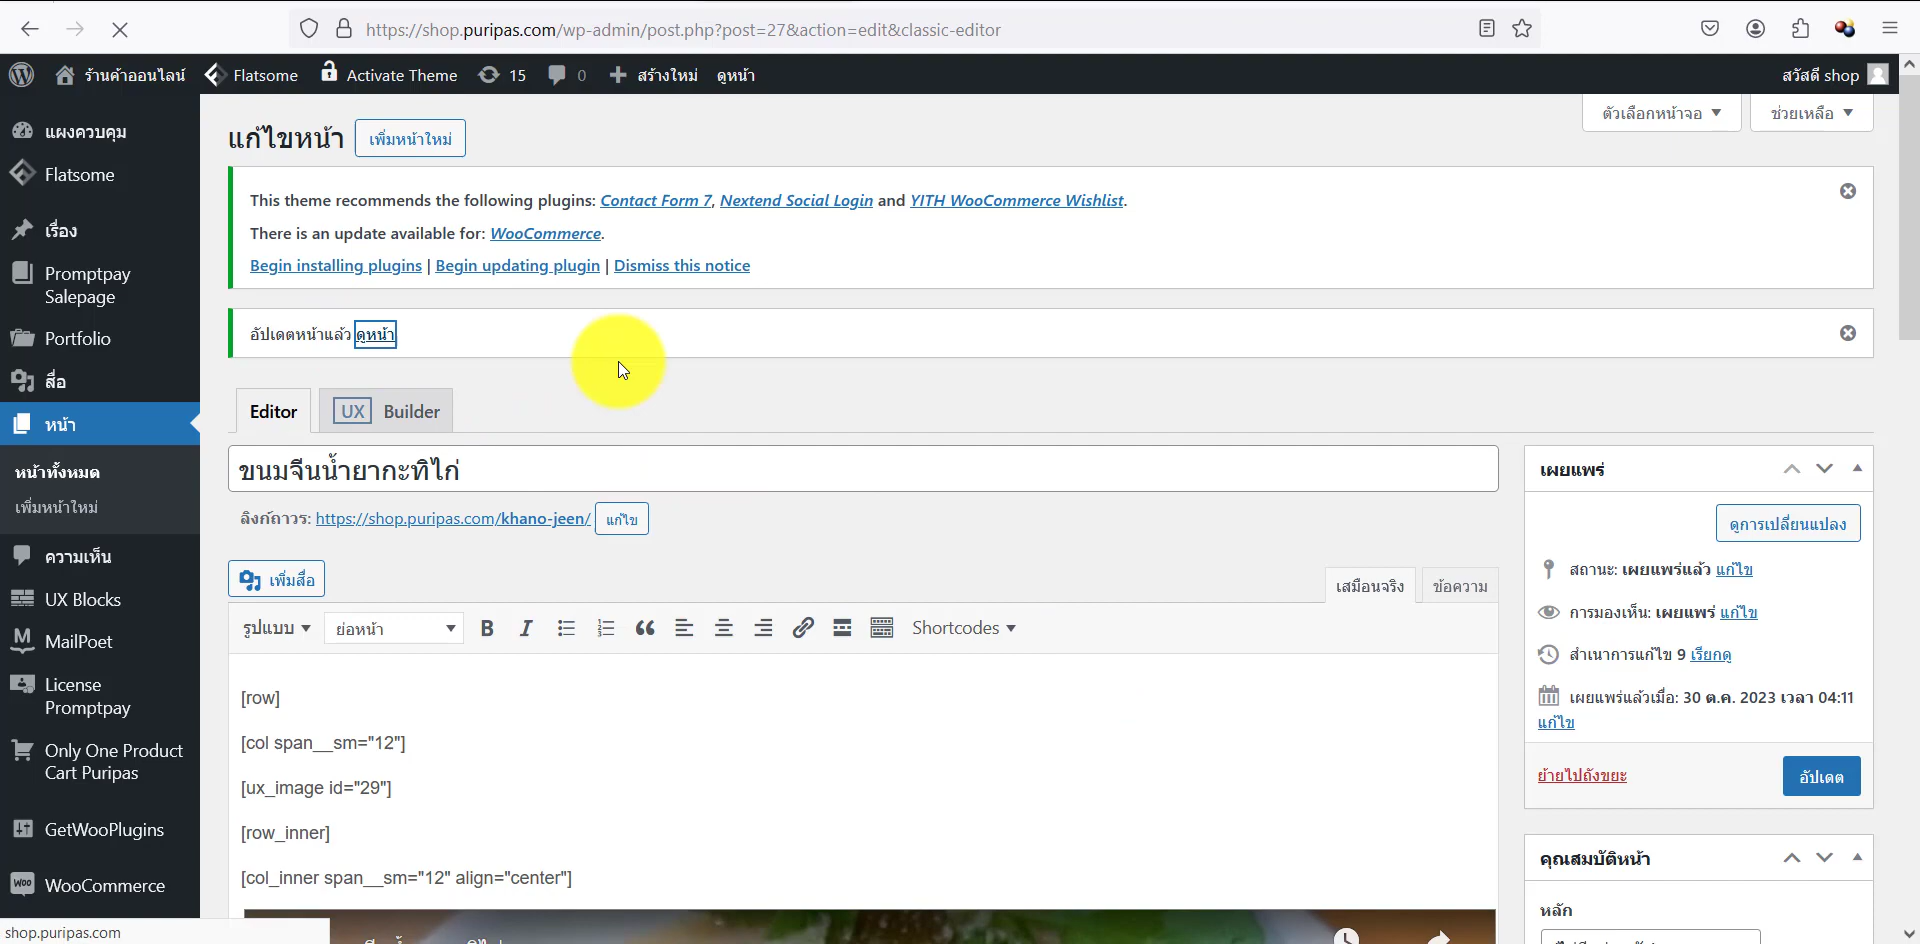 https://shop.puripas.com/wp-admin/post.php?post=27&action=edit&classic-editor
ร้านค้าออนไลน์ Flatsome Activate Theme 15 0 สร้างใหม่ ดูหน้า สวัสดี shop
ตัวเลือกหน้าจอ ช่วยเหลือ
แผงควบคุม
Flatsome
เรื่อง
Promptpay
Salepage
Portfolio
สื่อ
หน้า
หน้าทั้งหมด
เพิ่มหน้าใหม่
ความเห็น
UX Blocks
MailPoet
License
Promptpay
Only One Product
Cart Puripas
GetWooPlugins
WooCommerce
shop.puripas.com
แก้ไขหน้า เพิ่มหน้าใหม่
This theme recommends the following plugins: Contact Form 7, Nextend Social Login and YITH WooCommerce Wishlist.
There is an update available for: WooCommerce.
Begin installing plugins | Begin updating plugin | Dismiss this notice
อัปเดตหน้าแล้ว ดูหน้า
Editor UX Builder
ขนมจีนน้ำยากะทิไก่
ลิงก์ถาวร: https://shop.puripas.com/khano-jeen/ แก้ไข
เพิ่มสื่อ
เสมือนจริง ข้อความ
รูปแบบ ย่อหน้า B I Shortcodes
[row]
[col span__sm="12"]
[ux_image id="29"]
[row_inner]
[col_inner span__sm="12" align="center"]
เผยแพร่
ดูการเปลี่ยนแปลง
สถานะ: เผยแพร่แล้ว แก้ไข
การมองเห็น: เผยแพร่ แก้ไข
สำเนาการแก้ไข 9 เรียกดู
เผยแพร่แล้วเมื่อ: 30 ต.ค. 2023 เวลา 04:11
แก้ไข
ย้ายไปถังขยะ อัปเดต
คุณสมบัติหน้า
หลัก